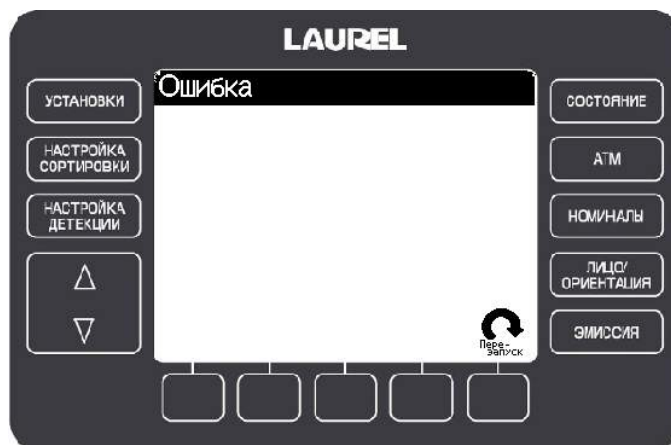 LAUREL
УСТАНОВКИ
НАСТРОЙКА
СОРТИРОВКИ
НАСТРОЙКА
ДЕТЕКЦИИ
Ошибка
Пере-
запуск
СОСТОЯНИЕ
АТМ
НОМИНАЛЫ
ЛИЦО/
ОРИЕНТАЦИЯ
ЭМИССИЯ